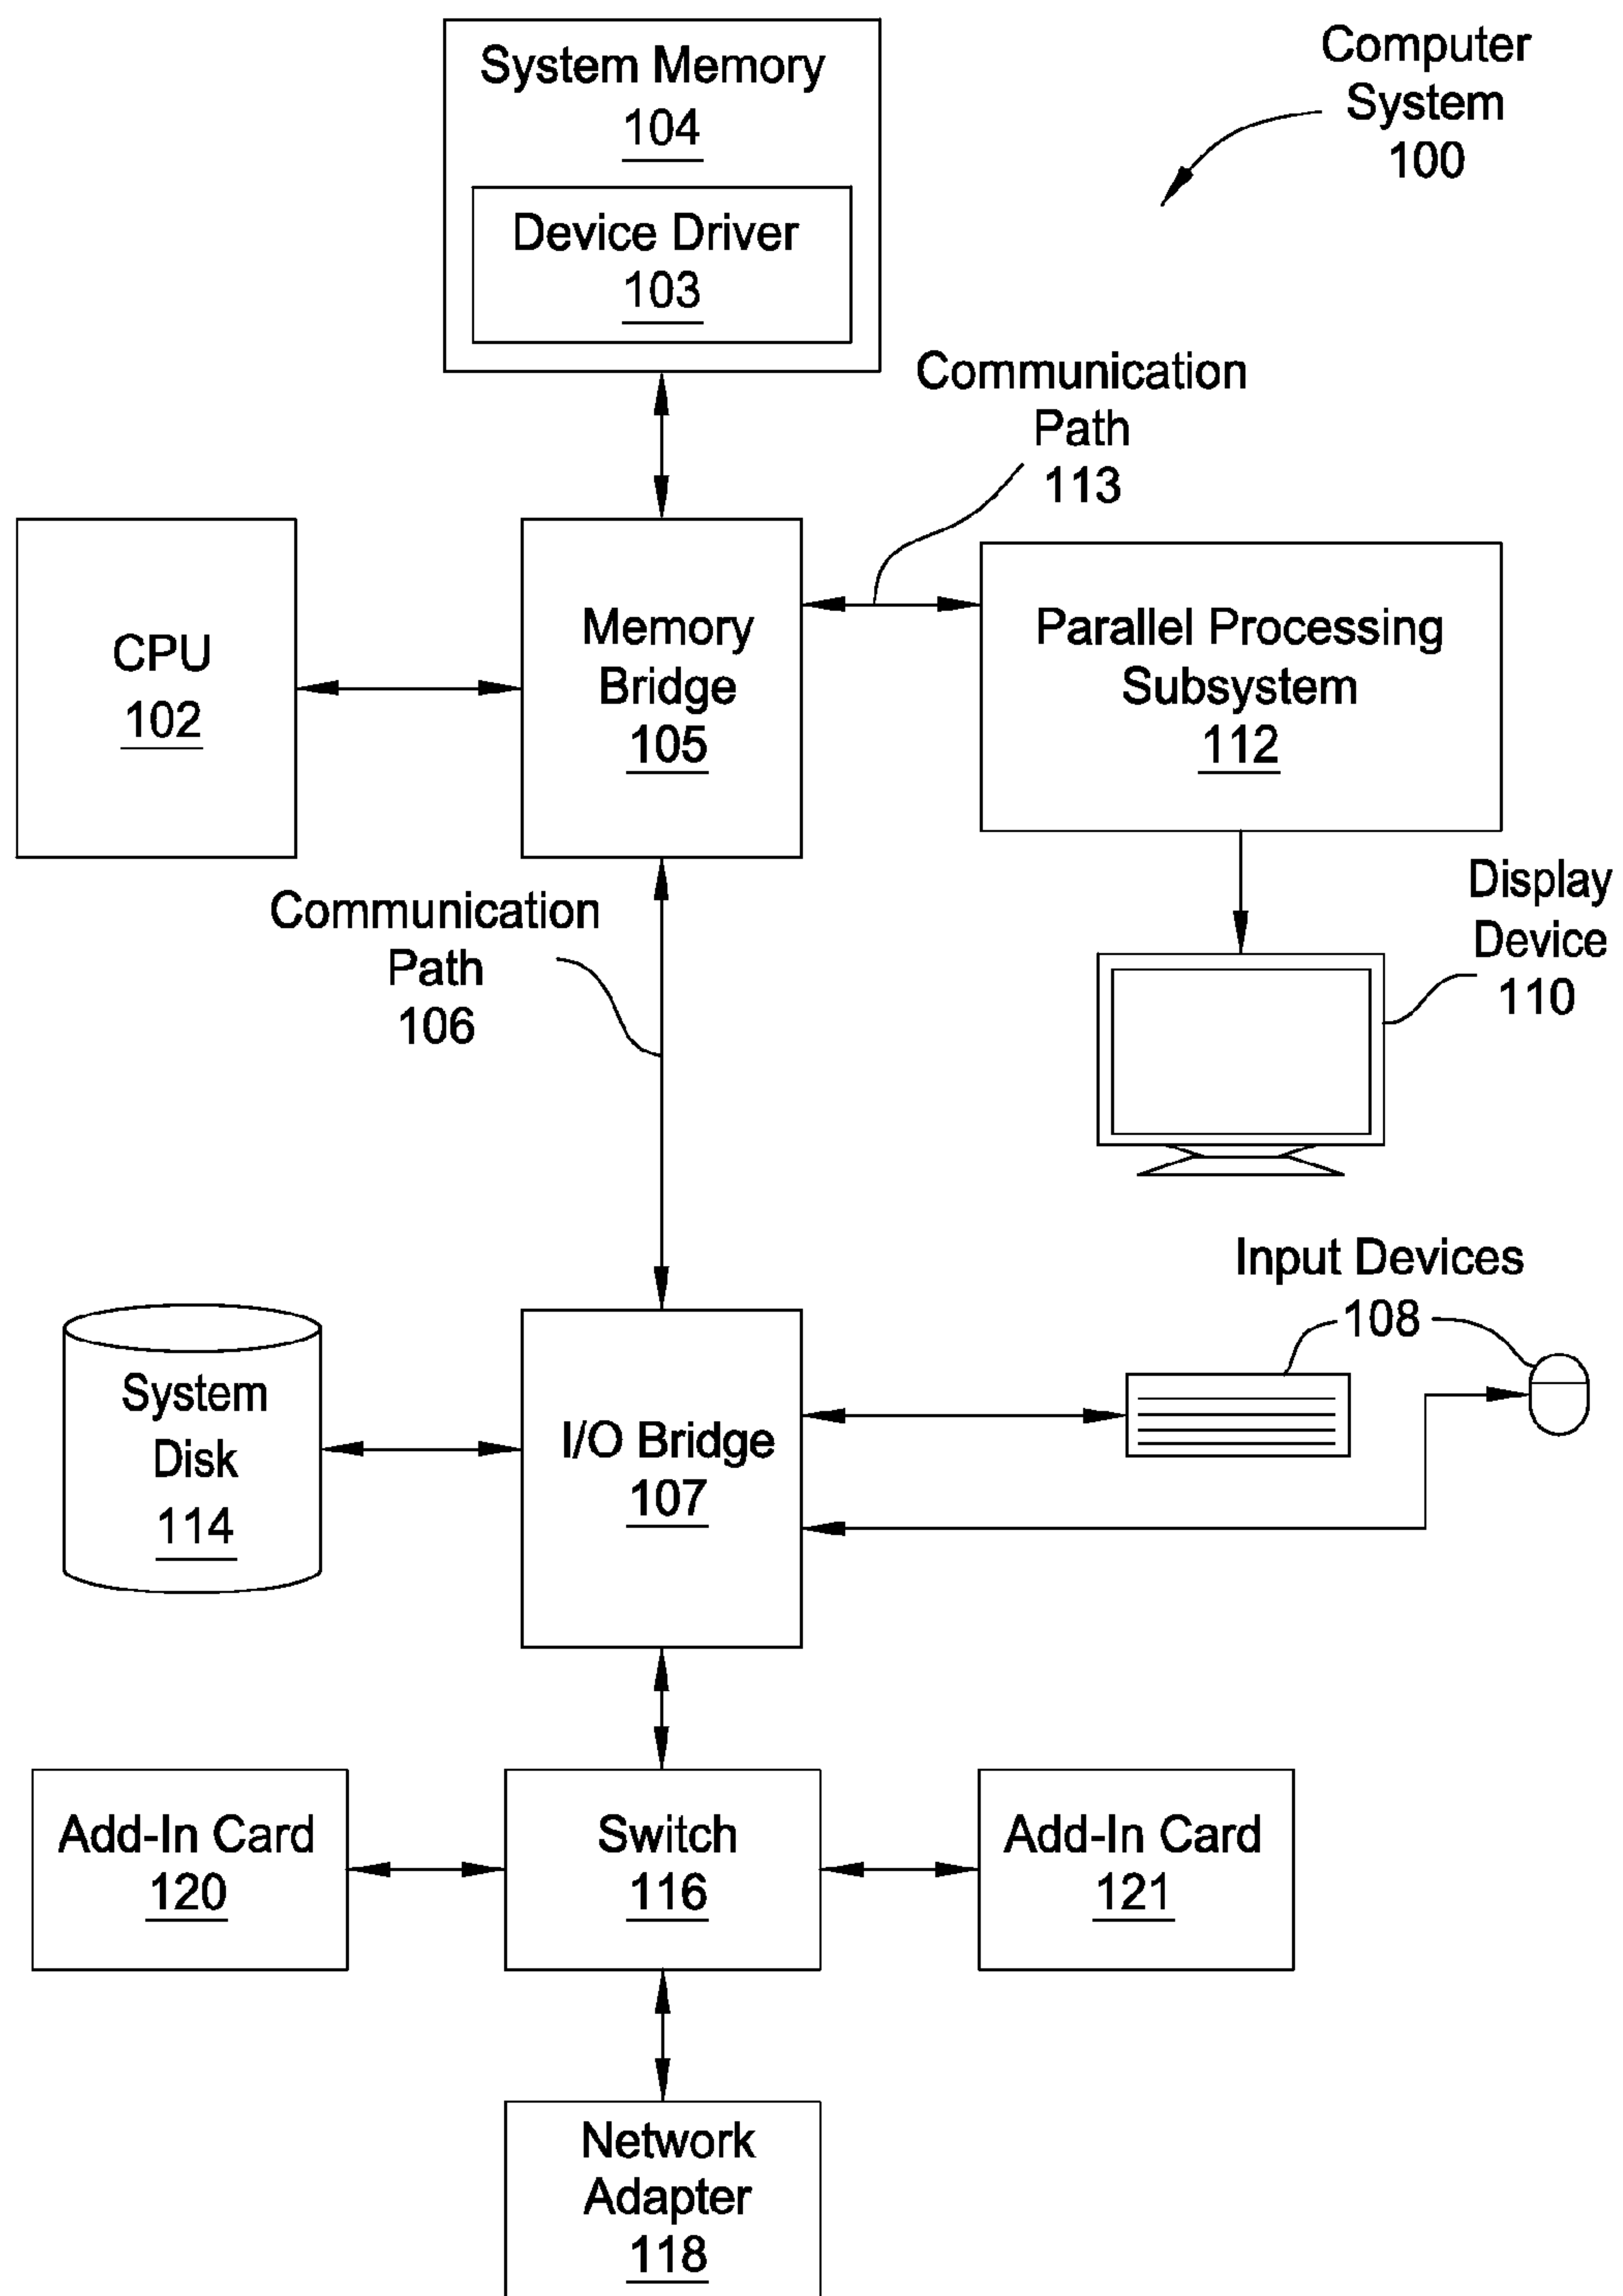 System Memory
104
Device Driver
103
Computer
System
100
Communication
Path
113
CPU
102
Memory
Bridge
105
Parallel Processing
Subsystem
112
Communication
Path
106
Display
Device
110
Input Devices
108
System
Disk
114
I/O Bridge
107
Add-In Card
120
Switch
116
Add-In Card
121
Network
Adapter
118